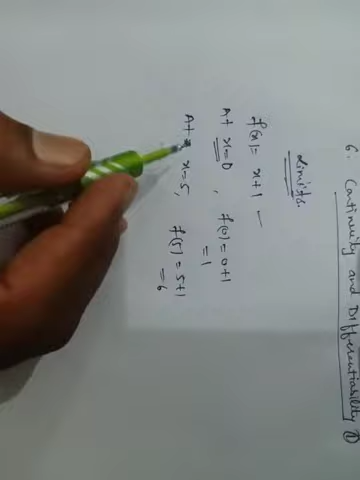 6. Continuity and Differentiability ①
Limits.
f(x) = x+1 —
At x=0, f(0) = 0+1
= 1
At x=5, f(5) = 5+1
= 6